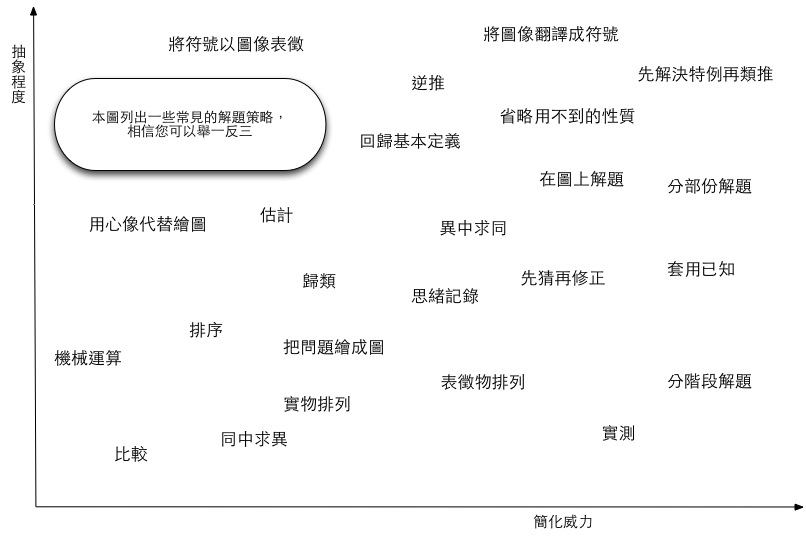 抽象程度
將符號以圖像表徵
將圖像翻譯成符號
逆推
先解決特例再類推
本圖列出一些常見的解題策略，
相信您可以舉一反三
省略用不到的性質
回歸基本定義
在圖上解題
分部份解題
用心像代替繪圖
估計
異中求同
歸類
思緒記錄
先猜再修正
套用已知
排序
機械運算
把問題繪成圖
表徵物排列
分階段解題
實物排列
實測
同中求異
比較
簡化威力